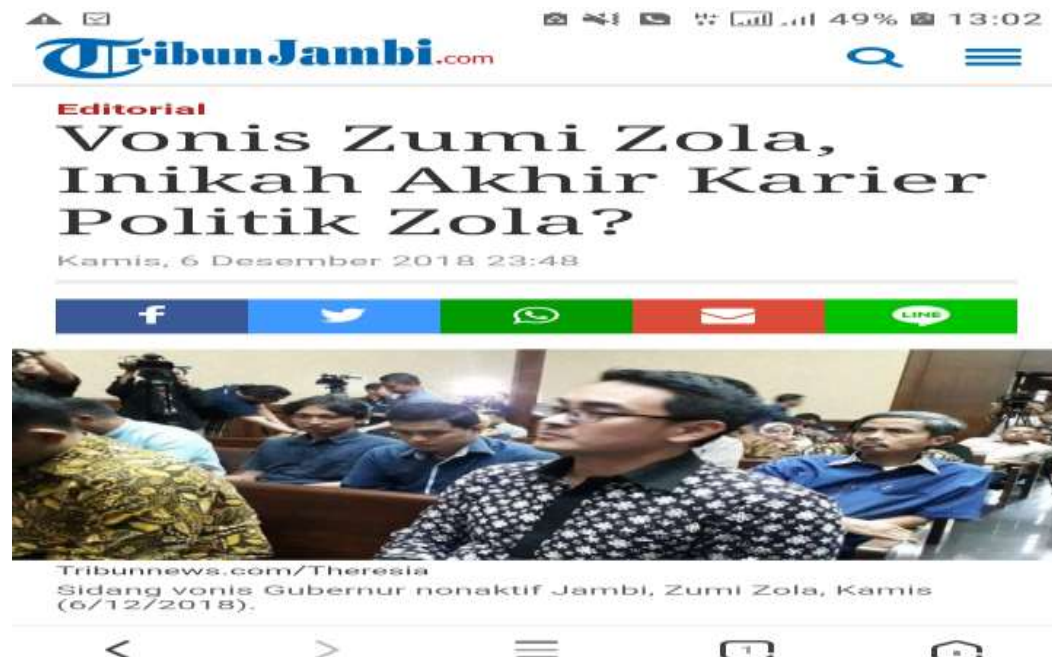 49% 13:02
TribunJambi.com
Editorial
Vonis Zumi Zola,
Inikah Akhir Karier
Politik Zola?
Kamis, 6 Desember 2018 23:48
LINE
Tribunnews.com/Theresia
Sidang vonis Gubernur nonaktif Jambi, Zumi Zola, Kamis
(6/12/2018).
1